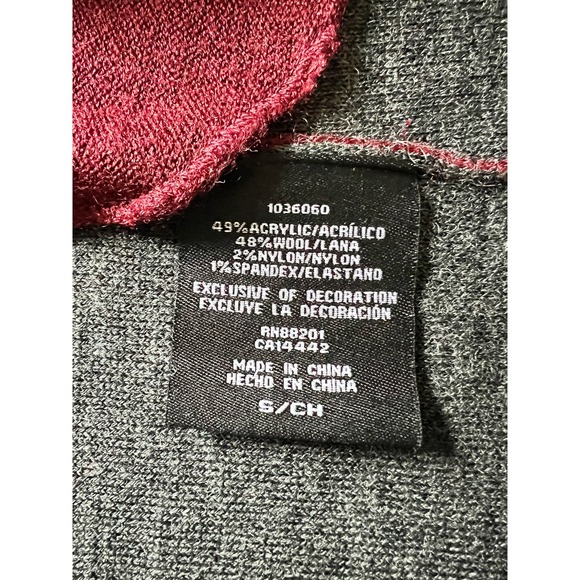 1036060
49%ACRYLIC/ACRÍLICO
48%WOOL/LANA
2%NYLON/NYLON
1%SPANDEX/ELASTANO
EXCLUSIVE OF DECORATION
EXCLUYE LA DECORACIÓN
RN88201
CA14442
MADE IN CHINA
HECHO EN CHINA
S/CH